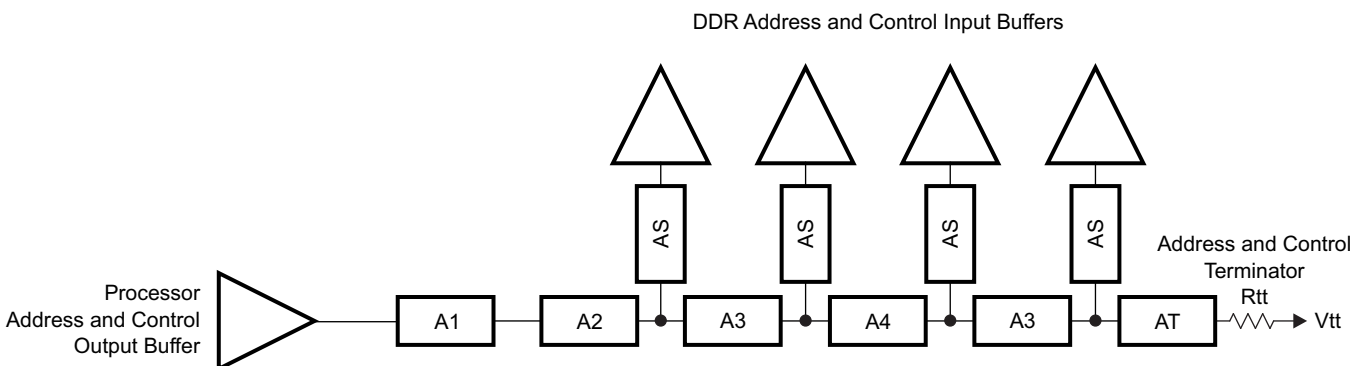 DDR Address and Control Input Buffers
AS
AS
AS
AS
Address and Control
Terminator
Rtt
Vtt
Processor
Address and Control
Output Buffer
A1
A2
A3
A4
A3
AT